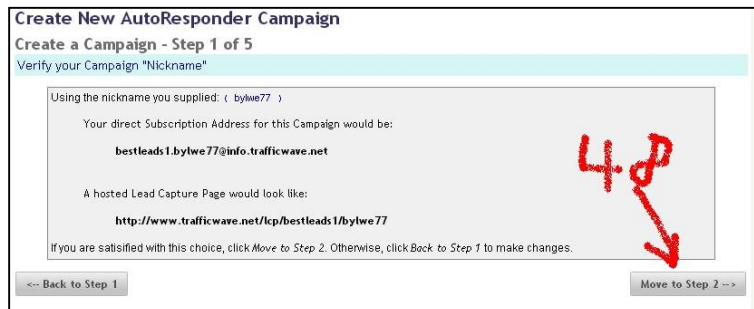 Create New AutoResponder Campaign
Create a Campaign - Step 1 of 5
Verify your Campaign "Nickname"
Using the nickname you supplied: ( bylwe77 )
Your direct Subscription Address for this Campaign would be:
bestleads1.bylwe77@info.trafficwave.net
A hosted Lead Capture Page would look like:
http://www.trafficwave.net/lcp/bestleads1/bylwe77
If you are satisified with this choice, click Move to Step 2. Otherwise, click Back to Step 1 to make changes.
48
<-- Back to Step 1
Move to Step 2 -->